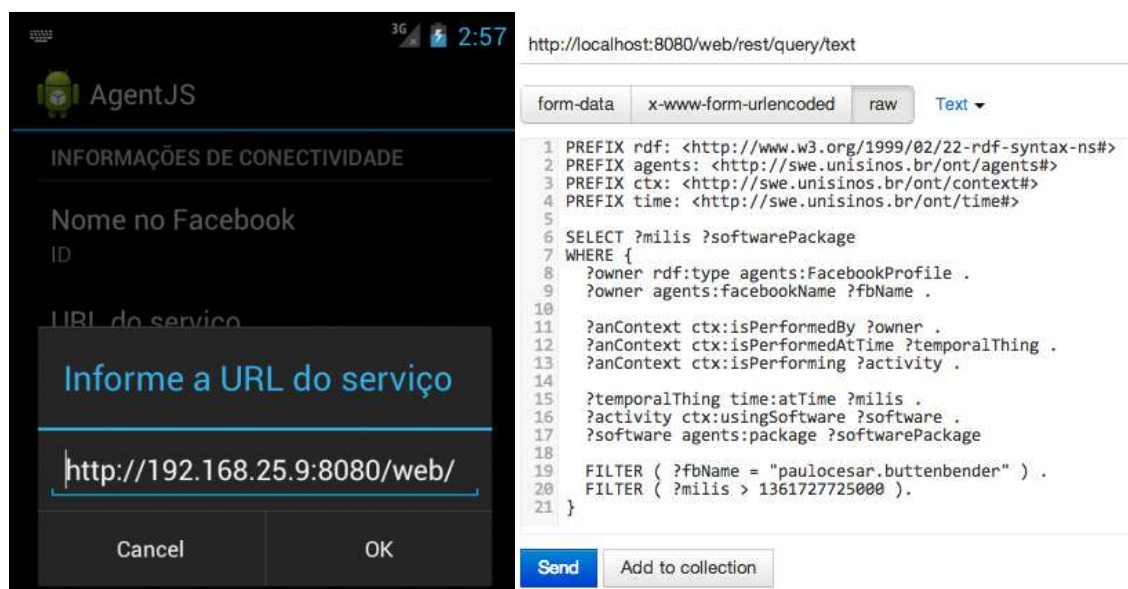 3G 2:57
AgentJS
INFORMAÇÕES DE CONECTIVIDADE
Nome no Facebook
ID
URL do serviço
Informe a URL do serviço
http://192.168.25.9:8080/web/
Cancel OK
http://localhost:8080/web/rest/query/text
form-data x-www-form-urlencoded raw Text
1 PREFIX rdf: <http://www.w3.org/1999/02/22-rdf-syntax-ns#>
2 PREFIX agents: <http://swe.unisinos.br/ont/agents#>
3 PREFIX ctx: <http://swe.unisinos.br/ont/context#>
4 PREFIX time: <http://swe.unisinos.br/ont/time#>
5
6 SELECT ?milis ?softwarePackage
7 WHERE {
8 ?owner rdf:type agents:FacebookProfile .
9 ?owner agents:facebookName ?fbName .
10
11 ?anContext ctx:isPerformedBy ?owner .
12 ?anContext ctx:isPerformedAtTime ?temporalThing .
13 ?anContext ctx:isPerforming ?activity .
14
15 ?temporalThing time:atTime ?milis .
16 ?activity ctx:usingSoftware ?software .
17 ?software agents:package ?softwarePackage
18
19 FILTER ( ?fbName = "paulocesar.buttenbender" ) .
20 FILTER ( ?milis > 1361727725000 ).
21 }
Send Add to collection